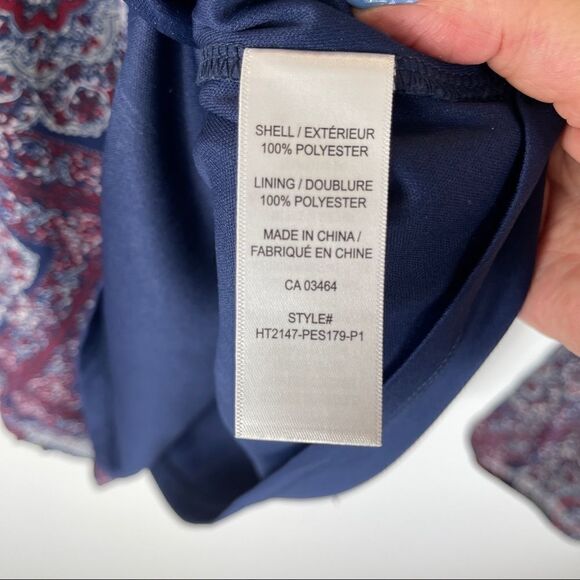 SHELL / EXTÉRIEUR
100% POLYESTER
LINING / DOUBLURE
100% POLYESTER
MADE IN CHINA /
FABRIQUÉ EN CHINE
CA 03464
STYLE#
HT2147-PES179-P1